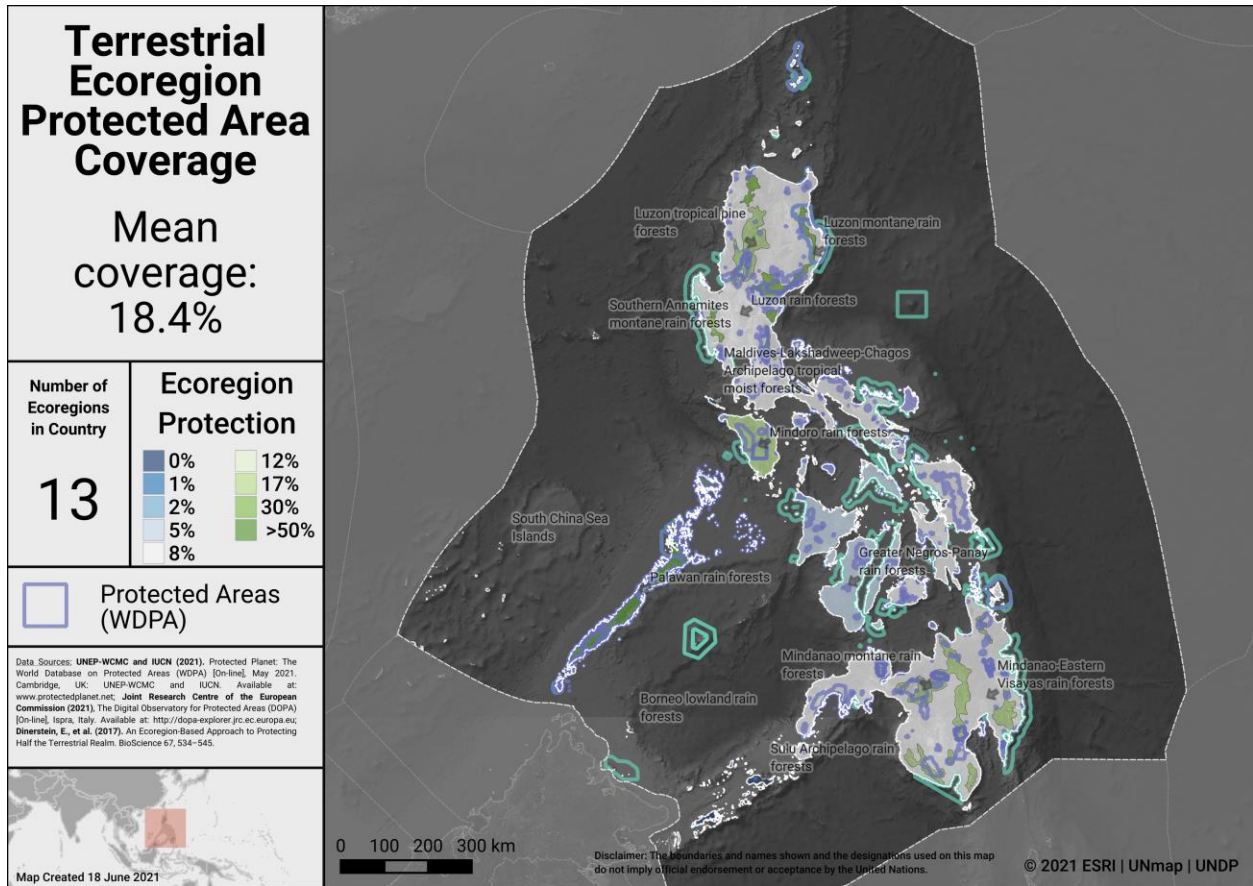 Terrestrial
Ecoregion
Protected Area
Coverage
Mean
coverage:
18.4%
Number of
Ecoregions
in Country
13
Ecoregion
Protection
0%
1%
2%
5%
8%
12%
17%
30%
>50%
Protected Areas
(WDPA)
Data Sources: UNEP-WCMC and IUCN (2021). Protected Planet: The
World Database on Protected Areas (WDPA) [On-line], May 2021.
Cambridge, UK: UNEP-WCMC and IUCN. Available at:
www.protectedplanet.net; Joint Research Centre of the European
Commission (2021), The Digital Observatory for Protected Areas (DOPA)
[On-line], Ispra, Italy. Available at: http://dopa-explorer.jrc.ec.europa.eu;
Dinerstein, E., et al. (2017). An Ecoregion-Based Approach to Protecting
Half the Terrestrial Realm. BioScience 67, 534–545.
Map Created 18 June 2021
Luzon tropical pine
forests
Luzon montane rain
forests
Luzon rain forests
Southern Annamites
montane rain forests
Maldives-Lakshadweep-Chagos
Archipelago tropical
moist forests
Mindoro rain forests
South China Sea
Islands
Palawan rain forests
Greater Negros-Panay
rain forests
Mindanao montane rain
forests
Mindanao-Eastern
Visayas rain forests
Borneo lowland rain
forests
Sulu Archipelago rain
forests
0 100 200 300 km
Disclaimer: The boundaries and names shown and the designations used on this map
do not imply official endorsement or acceptance by the United Nations.
© 2021 ESRI | UNmap | UNDP